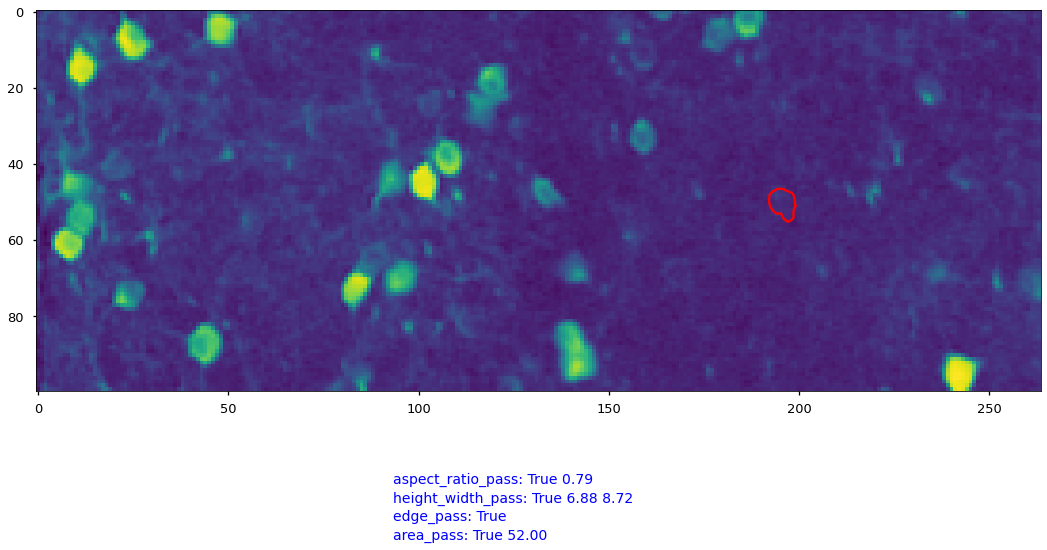 0
20
40
60
80
0
50
100
150
200
250
aspect_ratio_pass: True 0.79
height_width_pass: True 6.88 8.72
edge_pass: True
area_pass: True 52.00